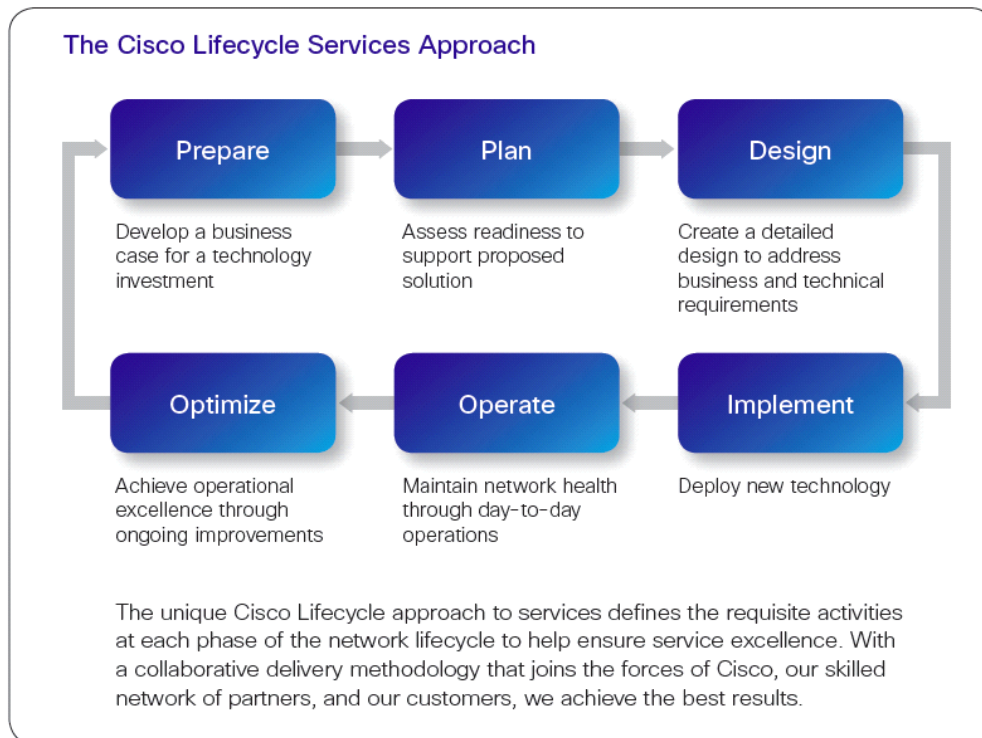 The Cisco Lifecycle Services Approach
Prepare
Plan
Design
Develop a business
case for a technology
investment
Assess readiness to
support proposed
solution
Create a detailed
design to address
business and technical
requirements
Optimize
Operate
Implement
Achieve operational
excellence through
ongoing improvements
Maintain network health
through day-to-day
operations
Deploy new technology
The unique Cisco Lifecycle approach to services defines the requisite activities
at each phase of the network lifecycle to help ensure service excellence. With
a collaborative delivery methodology that joins the forces of Cisco, our skilled
network of partners, and our customers, we achieve the best results.